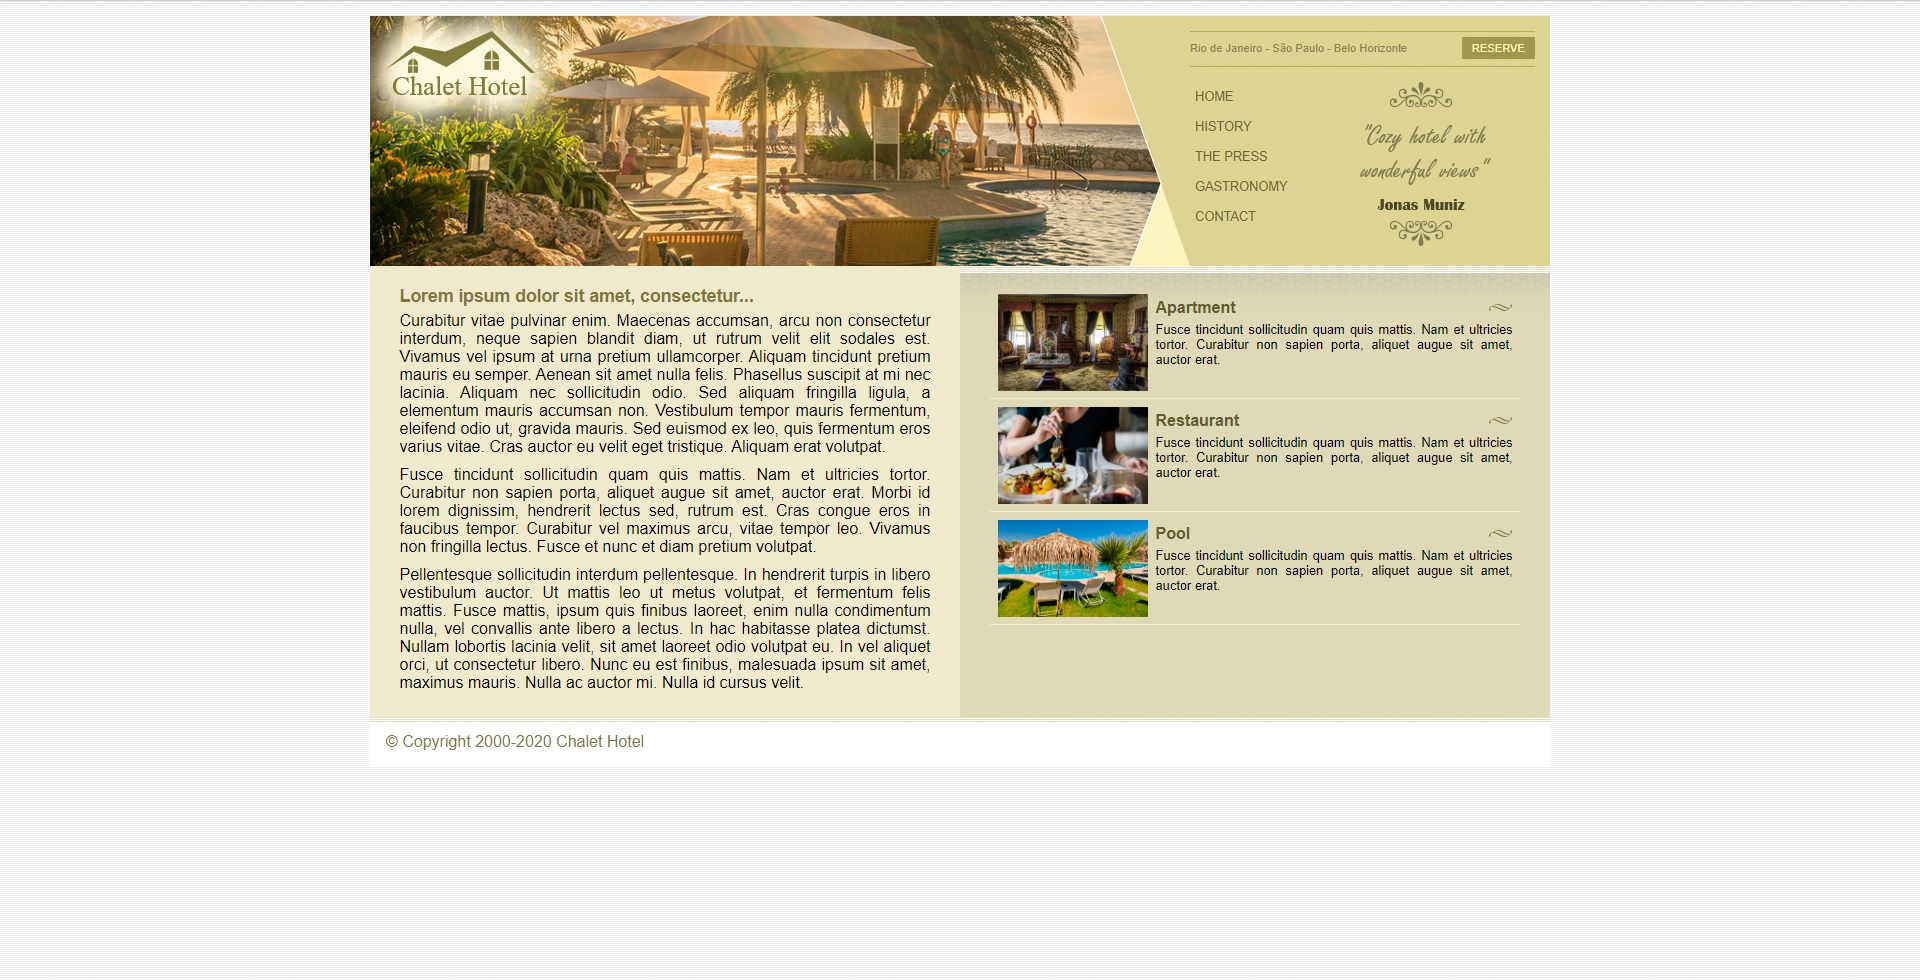 Chalet Hotel
Rio de Janeiro - São Paulo - Belo Horizonte
RESERVE
HOME
HISTORY
THE PRESS
GASTRONOMY
CONTACT
"Cozy hotel with
wonderful views"
Jonas Muniz
Lorem ipsum dolor sit amet, consectetur...
Curabitur vitae pulvinar enim. Maecenas accumsan, arcu non consectetur
interdum, neque sapien blandit diam, ut rutrum velit elit sodales est.
Vivamus vel ipsum at urna pretium ullamcorper. Aliquam tincidunt pretium
mauris eu semper. Aenean sit amet nulla felis. Phasellus suscipit at mi nec
lacinia. Aliquam nec sollicitudin odio. Sed aliquam fringilla ligula, a
elementum mauris accumsan non. Vestibulum tempor mauris fermentum,
eleifend odio ut, gravida mauris. Sed euismod ex leo, quis fermentum eros
varius vitae. Cras auctor eu velit eget tristique. Aliquam erat volutpat.
Fusce tincidunt sollicitudin quam quis mattis. Nam et ultricies tortor.
Curabitur non sapien porta, aliquet augue sit amet, auctor erat. Morbi id
lorem dignissim, hendrerit lectus sed, rutrum est. Cras congue eros in
faucibus tempor. Curabitur vel maximus arcu, vitae tempor leo. Vivamus
non fringilla lectus. Fusce et nunc et diam pretium volutpat.
Pellentesque sollicitudin interdum pellentesque. In hendrerit turpis in libero
vestibulum auctor. Ut mattis leo ut metus volutpat, et fermentum felis
mattis. Fusce mattis, ipsum quis finibus laoreet, enim nulla condimentum
nulla, vel convallis ante libero a lectus. In hac habitasse platea dictumst.
Nullam lobortis lacinia velit, sit amet laoreet odio volutpat eu. In vel aliquet
orci, ut consectetur libero. Nunc eu est finibus, malesuada ipsum sit amet,
maximus mauris. Nulla ac auctor mi. Nulla id cursus velit.
Apartment
Fusce tincidunt sollicitudin quam quis mattis. Nam et ultricies
tortor. Curabitur non sapien porta, aliquet augue sit amet,
auctor erat.
Restaurant
Fusce tincidunt sollicitudin quam quis mattis. Nam et ultricies
tortor. Curabitur non sapien porta, aliquet augue sit amet,
auctor erat.
Pool
Fusce tincidunt sollicitudin quam quis mattis. Nam et ultricies
tortor. Curabitur non sapien porta, aliquet augue sit amet,
auctor erat.
© Copyright 2000-2020 Chalet Hotel